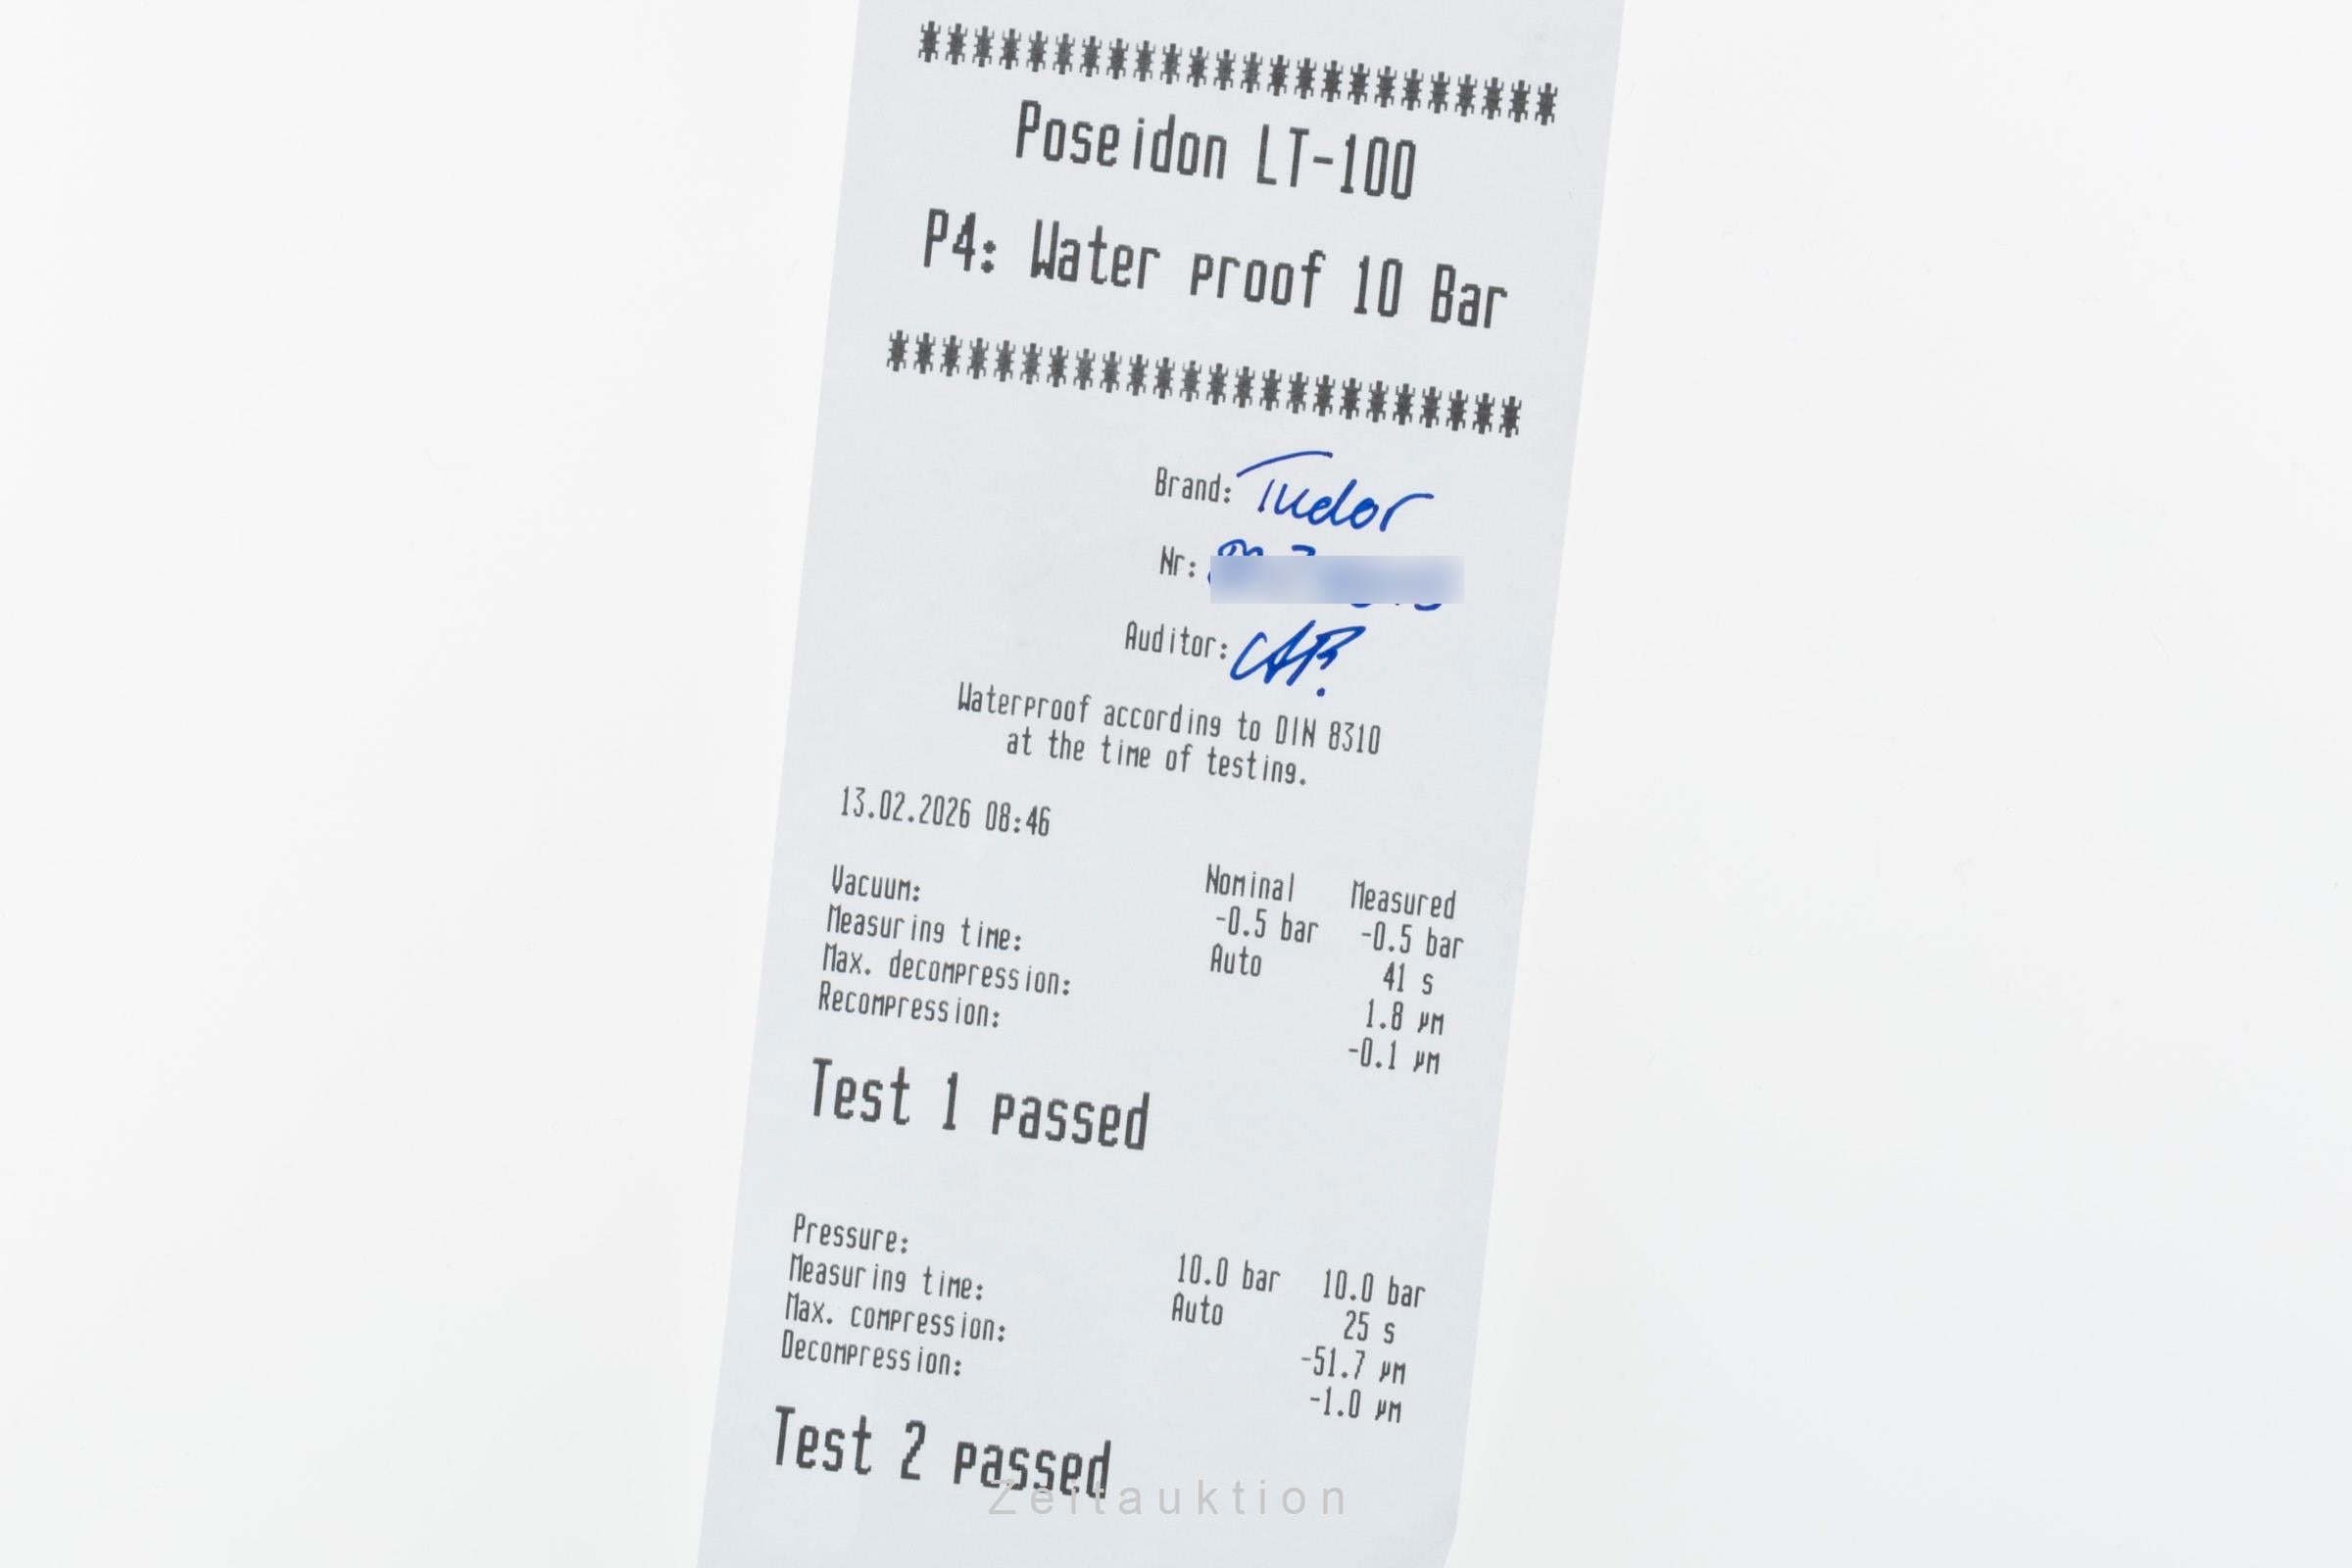 ************************
Poseidon LT-100
P4: Water proof 10 Bar
************************
Brand: Tudor
Nr:
Auditor:
Waterproof according to DIN 8310
at the time of testing.
13.02.2026 08:46
Nominal Measured
Vacuum: -0.5 bar -0.5 bar
Measuring time: Auto 41 s
Max. decompression: 1.8 µm
Recompression: -0.1 µm
Test 1 passed
Pressure: 10.0 bar 10.0 bar
Measuring time: Auto 25 s
Max. compression: -51.7 µm
Decompression: -1.0 µm
Test 2 passed
Zeitauktion